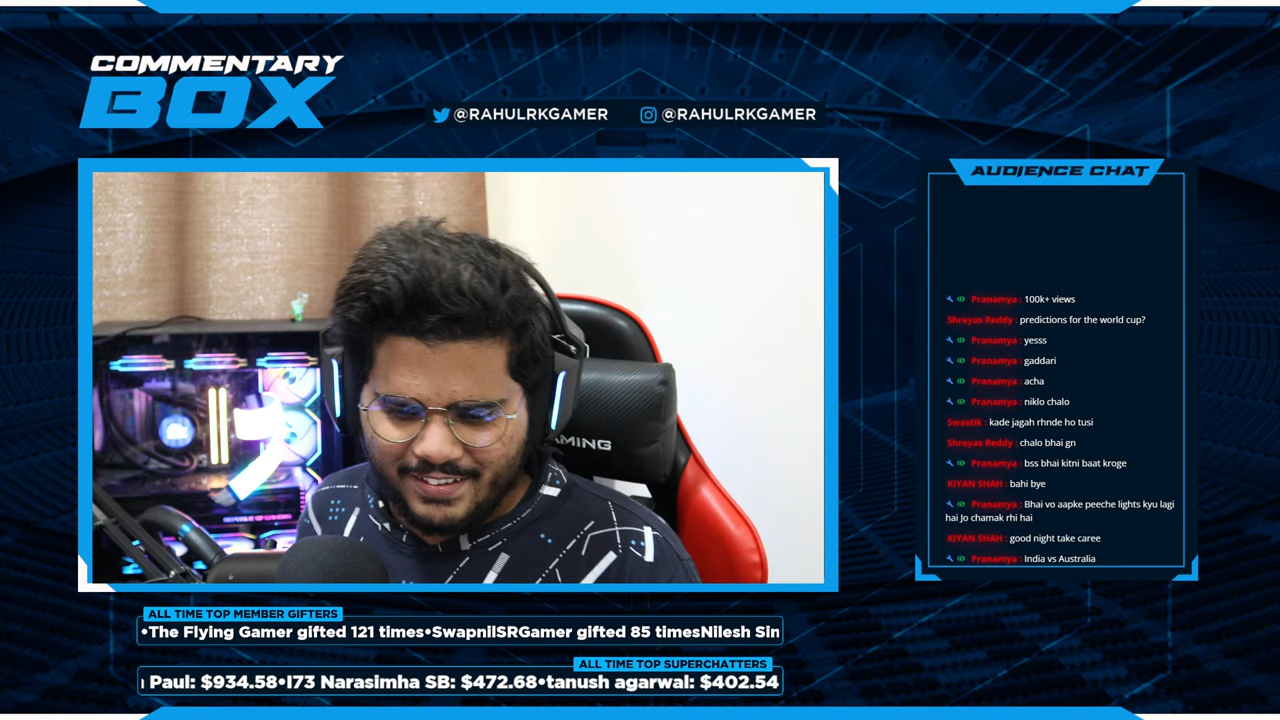 COMMENTARY
BOX
@RAHULRKGAMER @RAHULRKGAMER
AUDIENCE CHAT
Pranamya : 100k+ views
Shreyas Reddy : predictions for the world cup?
Pranamya : yesss
Pranamya : gaddari
Pranamya : acha
Pranamya : niklo chalo
Swastik : kade jagah rhnde ho tusi
Shreyas Reddy : chalo bhai gn
Pranamya : bss bhai kitni baat kroge
KIYAN SHAH : bahi bye
Pranamya : Bhai vo aapke peeche lights kyu lagi
hai Jo chamak rhi hai
KIYAN SHAH : good night take caree
Pranamya : India vs Australia
AMING
ALL TIME TOP MEMBER GIFTERS
•The Flying Gamer gifted 121 times•SwapnilSRGamer gifted 85 timesNilesh Sin
ALL TIME TOP SUPERCHATTERS
Paul: $934.58•I73 Narasimha SB: $472.68•tanush agarwal: $402.54